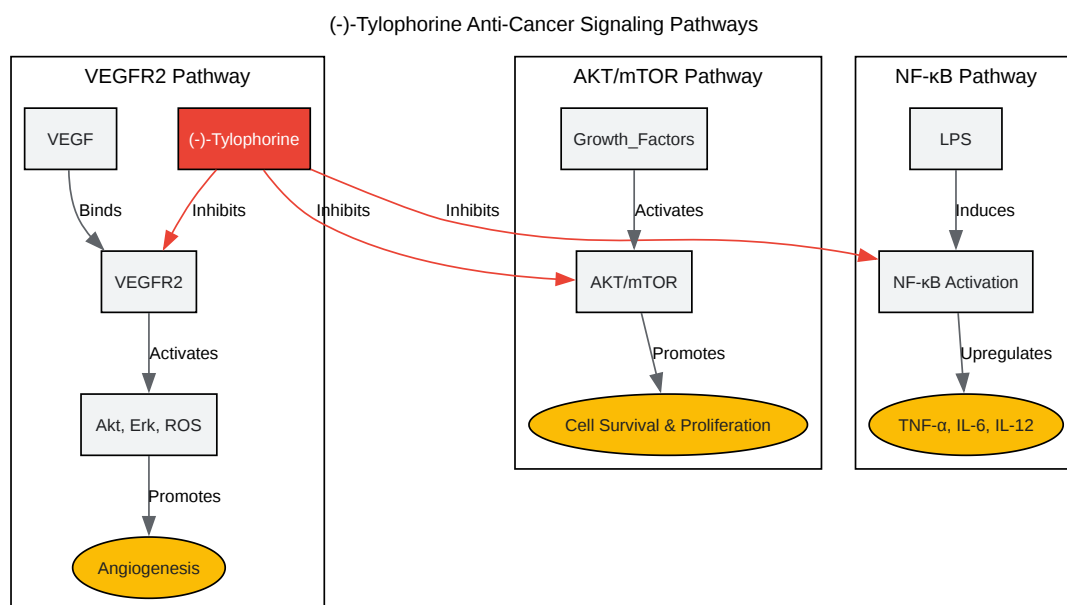 (-)-Tylophorine Anti-Cancer Signaling Pathways
VEGFR2 Pathway
VEGF
(-)-Tylophorine
Binds
Inhibits
Inhibits
Inhibits
VEGFR2
Activates
Akt, Erk, ROS
Promotes
Angiogenesis
AKT/mTOR Pathway
Growth_Factors
Activates
AKT/mTOR
Promotes
Cell Survival & Proliferation
NF-κB Pathway
LPS
Induces
NF-κB Activation
Upregulates
TNF-α, IL-6, IL-12